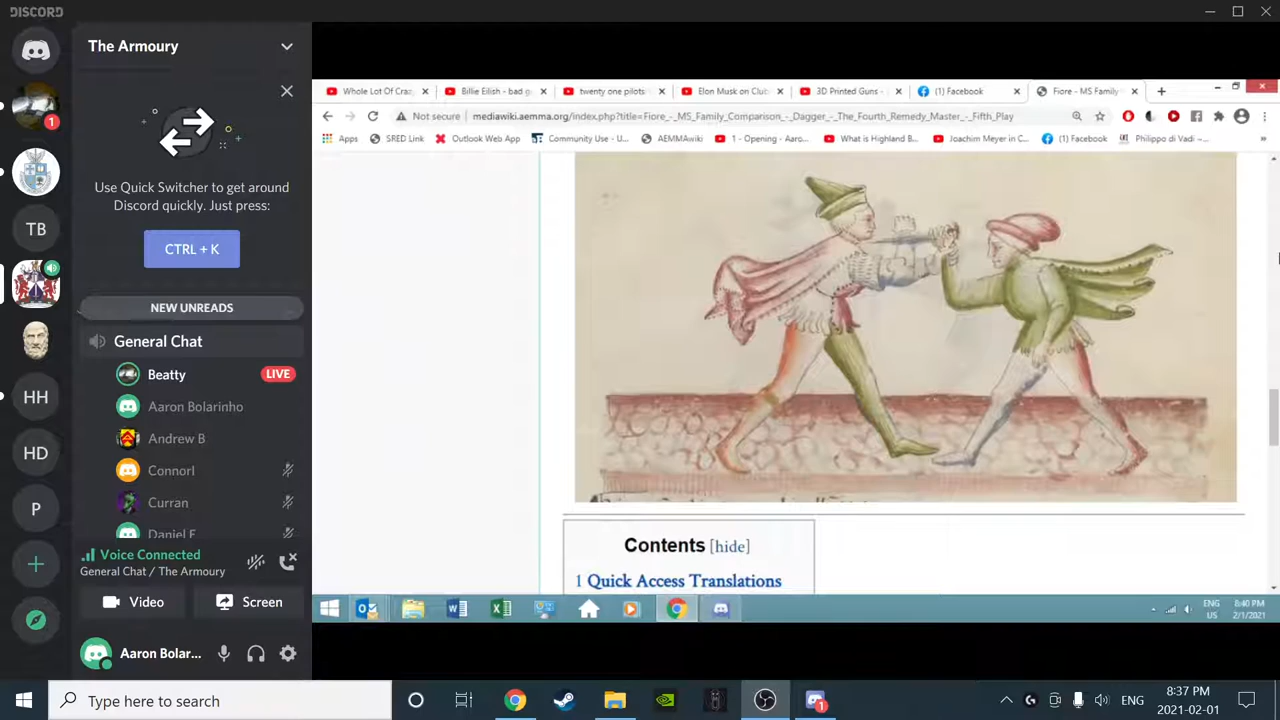 DISCORD
The Armoury
Use Quick Switcher to get around
Discord quickly. Just press:
CTRL + K
NEW UNREADS
General Chat
Beatty
LIVE
Aaron Bolarinho
Andrew B
Connorl
Curran
Daniel F
Voice Connected
General Chat / The Armoury
Video
Screen
Aaron Bolar...
1
TB
HH
HD
P
Whole Lot Of Craz
Billie Eilish - bad g
twenty one pilots
Elon Musk on Club
3D Printed Guns -
(1) Facebook
Fiore - MS Family
Not secure
mediawiki.aemma.org/index.php?title=Fiore_-_MS_Family_Comparison_-_Dagger_-_The_Fourth_Remedy_Master_-_Fifth_Play
Apps
SRED Link
Outlook Web App
Community Use - U...
AEMMAwiki
1 - Opening - Aaro...
What is Highland B...
Joachim Meyer in C...
(1) Facebook
Philippo di Vadi -...
»
Contents [hide]
1 Quick Access Translations
ENG
US
8:40 PM
2/1/2021
Type here to search
1
ENG
8:37 PM
2021-02-01